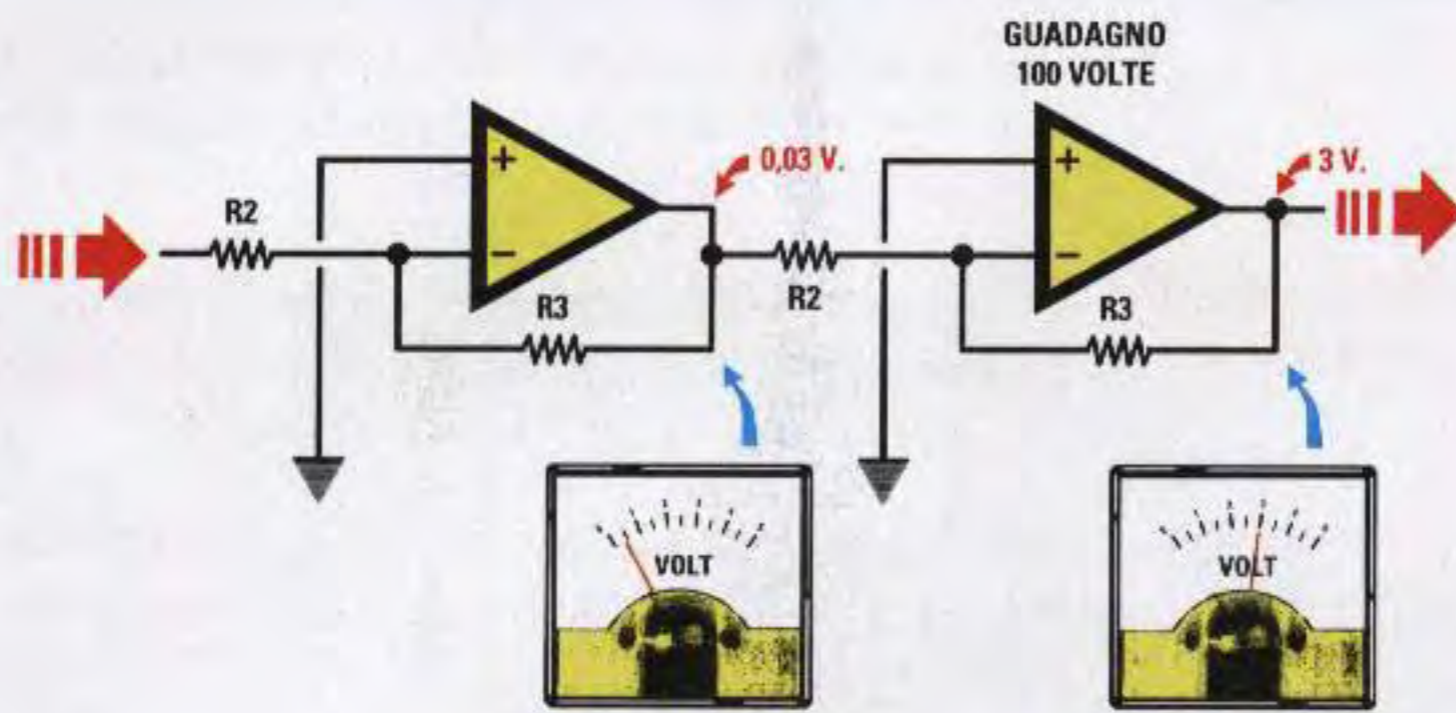 GUADAGNO
100 VOLTE
+
0,03 V.
+
3 V.
R2
−
R2
−
R3
R3
VOLT
VOLT